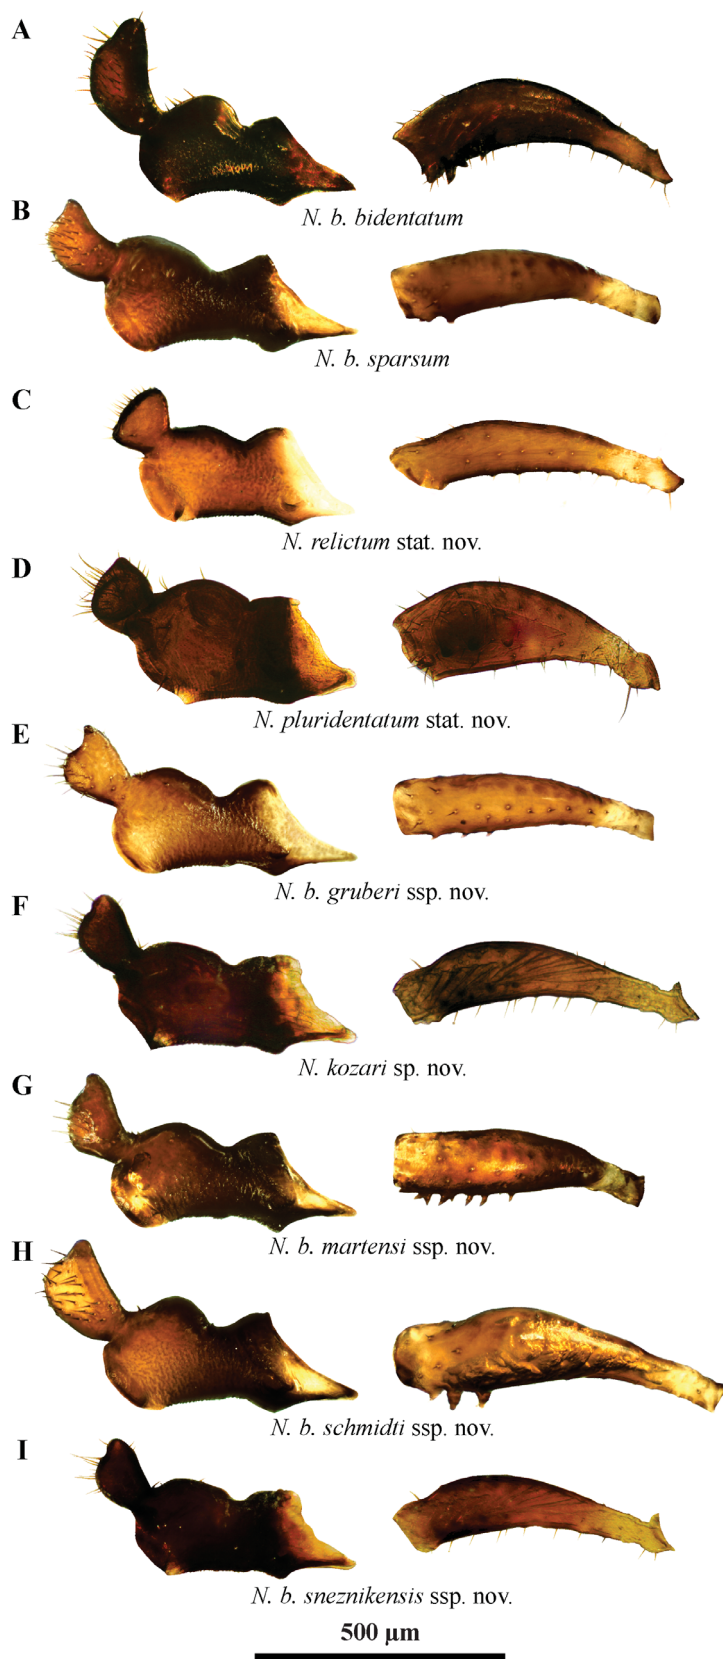 A
N. b. bidentatum
B
N. b. sparsum
C
N. relictum stat. nov.
D
N. pluridentatum stat. nov.
E
N. b. gruberi ssp. nov.
F
N. kozari sp. nov.
G
N. b. martensi ssp. nov.
H
N. b. schmidti ssp. nov.
I
N. b. sneznikensis ssp. nov.
500 µm